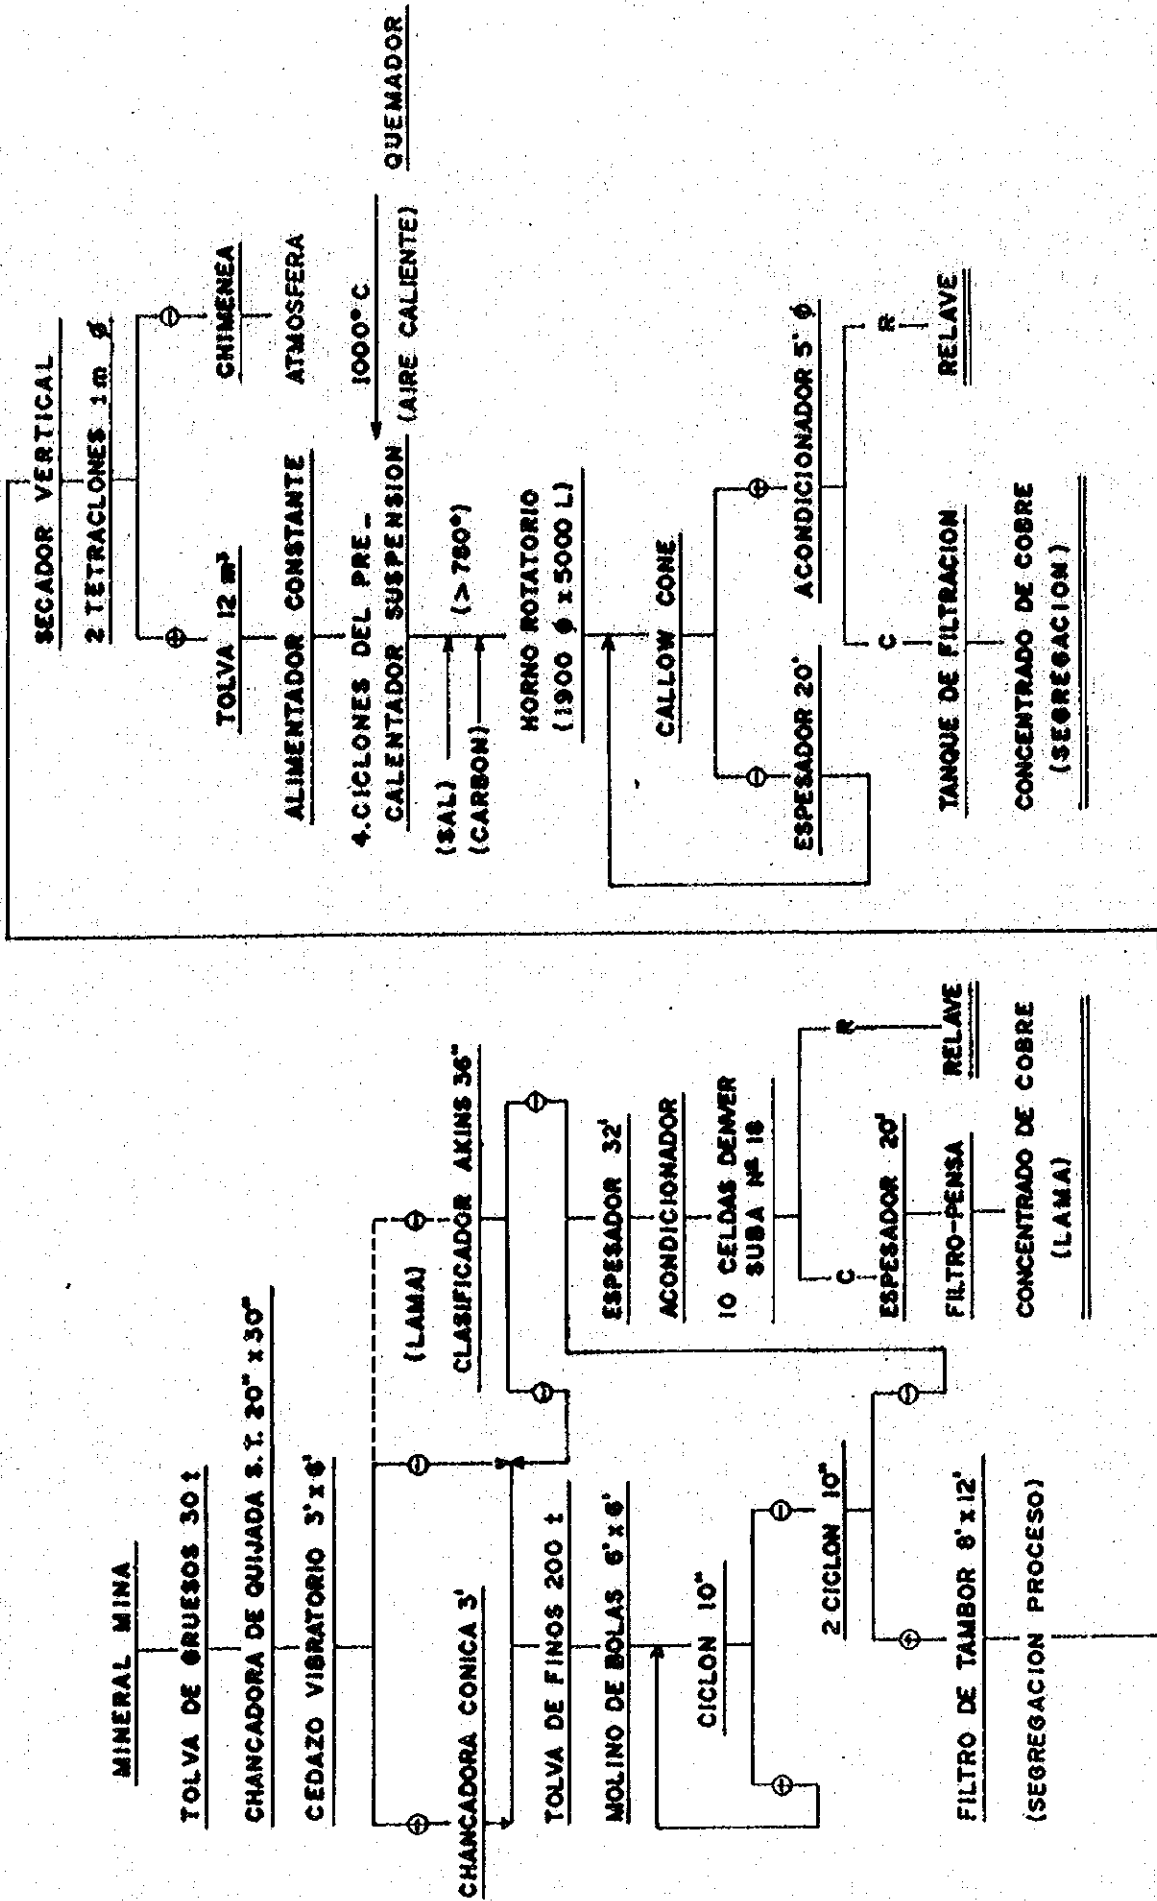 MINERAL MINA
TOLVA DE GRUESOS 30 t
CHANCADORA DE QUIJADA S.T. 20" x 30"
CEDAZO VIBRATORIO 3' x 6'
⊕
⊖
(LAMA) ⊖
CHANCADORA CONICA 3'
CLASIFICADOR AKINS 36"
⊖
⊖
TOLVA DE FINOS 200 t
MOLINO DE BOLAS 6' x 6'
CICLON 10"
⊕
⊖
2 CICLON 10"
⊕
⊖
FILTRO DE TAMBOR 8' x 12'
(SEGREGACION PROCESO)
ESPESADOR 32'
ACONDICIONADOR
10 CELDAS DENVER
SUBA Nº 18
C
R
ESPESADOR 20'
FILTRO-PENSA
RELAVE
CONCENTRADO DE COBRE
(LAMA)
SECADOR VERTICAL
2 TETRACLONES 1m ø
⊕
⊖
TOLVA 12 m³
CHIMENEA
ATMOSFERA
ALIMENTADOR CONSTANTE
4. CICLONES DEL PRE-
CALENTADOR SUSPENSION
1000° C
(AIRE CALIENTE)
QUEMADOR
(SAL)
(CARBON)
(> 780°)
HORNO ROTATORIO
(1900 ø x 5000 L)
CALLOW CONE
⊖
⊕
ESPESADOR 20'
ACONDICIONADOR 5' ø
C
R
TANQUE DE FILTRACION
RELAVE
CONCENTRADO DE COBRE
(SEGREGACION)